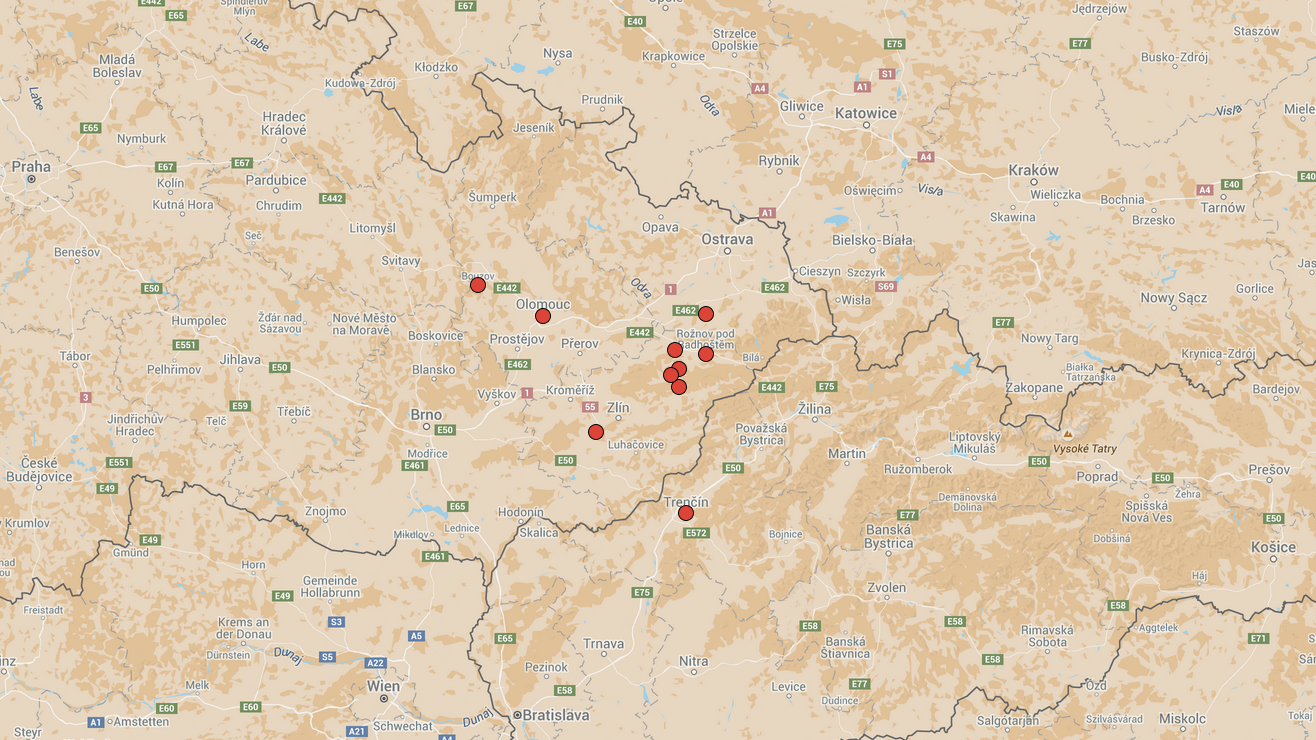 E442
E65
Špindlerův
Mlýn
E67
Opole
E40
Strzelce
Opolskie
Krapkowice
E75
E77
Jędrzejów
Staszów
Busko-Zdrój
Labe
Mladá
Boleslav
Kłodzko
Nysa
Kudowa-Zdrój
Prudnik
A4
A1
S1
Gliwice
Katowice
Odra
Wisła
Miele
Labe
E65
Nymburk
Hradec
Králové
Jeseník
Praha
E67
E67
Kolín
Pardubice
Rybnik
A4
Kraków
Wieliczka
A4
E40
E40
Kutná Hora
Chrudim
E442
Šumperk
Oświęcim
Wisła
Bochnia
Brzesko
Tarnów
Skawina
A1
Litomyšl
Seč
Opava
Ostrava
Bielsko-Biała
Benešov
Svitavy
Cieszyn
Szczyrk
Jas
E50
Bouzov
E442
Odra
1
E462
S69
Wisła
Nowy Sącz
Gorlice
Olomouc
E462
Humpolec
Žďár nad
Sázavou
Nové Město
na Moravě
Boskovice
Prostějov
Přerov
E442
Rožnov pod
Radhoštěm
E77
Nowy Targ
E551
Tábor
Jihlava
Pelhřimov
E50
Blansko
E462
Bílá
Krynica-Zdrój
Białka
Tatrzańska
3
E59
Vyškov
1
Kroměříž
E442
E75
Zakopane
Bardejov
Jindřichův
Hradec
Telč
Třebíč
Brno
E50
55
Zlín
Žilina
Luhačovice
Považská
Bystrica
Liptovský
Mikuláš
Vysoké Tatry
České
Budějovice
E551
E49
Modřice
E461
E50
E50
Martin
Ružomberok
E50
Poprad
E50
Prešov
Žehra
Trenčín
Demänovská
Dolina
Spišská
Nová Ves
Krumlov
Znojmo
E65
Hodonín
Skalica
E77
E50
E49
Gmünd
Mikulov
Lednice
E572
Bojnice
Banská
Bystrica
Dobšiná
Košice
E461
Horn
Gemeinde
Hollabrunn
E49
Freistadt
E75
Zvolen
Háj
E58
Krems an
der Donau
S3
A5
E65
E58
E58
Rimavská
Sobota
Aggtelek
E71
Dürnstein
Dunaj
S5
A22
Trnava
Banská
Štiavnica
Nitra
E58
Pezinok
Melk
Wien
E58
Levice
E77
Dudince
Ózd
E60
E60
A1
Amstetten
Schwechat
Dunaj
Bratislava
Salgótarján
Szilvásvárad
Miskolc
Tokaj
Steyr
A21
A4